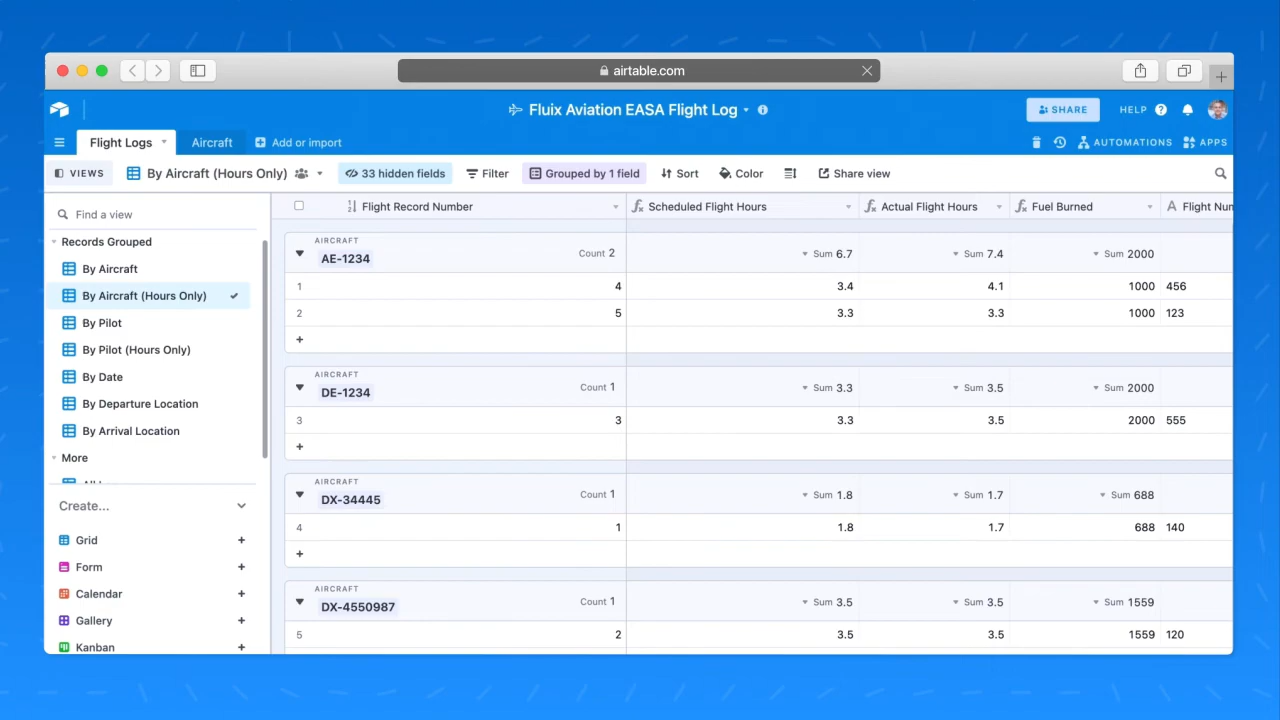 airtable.com
Fluix Aviation EASA Flight Log
SHARE
HELP
Flight Logs
Aircraft
Add or import
AUTOMATIONS
APPS
VIEWS
By Aircraft (Hours Only)
33 hidden fields
Filter
Grouped by 1 field
Sort
Color
Share view
Find a view
Records Grouped
By Aircraft
By Aircraft (Hours Only)
By Pilot
By Pilot (Hours Only)
By Date
By Departure Location
By Arrival Location
More
Create...
Grid
Form
Calendar
Gallery
Kanban
Flight Record Number Scheduled Flight Hours Actual Flight Hours Fuel Burned Flight Num
AIRCRAFT
AE-1234 Count 2 Sum 6.7 Sum 7.4 Sum 2000
1 4 3.4 4.1 1000 456
2 5 3.3 3.3 1000 123
+
AIRCRAFT
DE-1234 Count 1 Sum 3.3 Sum 3.5 Sum 2000
3 3 3.3 3.5 2000 555
+
AIRCRAFT
DX-34445 Count 1 Sum 1.8 Sum 1.7 Sum 688
4 1 1.8 1.7 688 140
+
AIRCRAFT
DX-4550987 Count 1 Sum 3.5 Sum 3.5 Sum 1559
5 2 3.5 3.5 1559 120